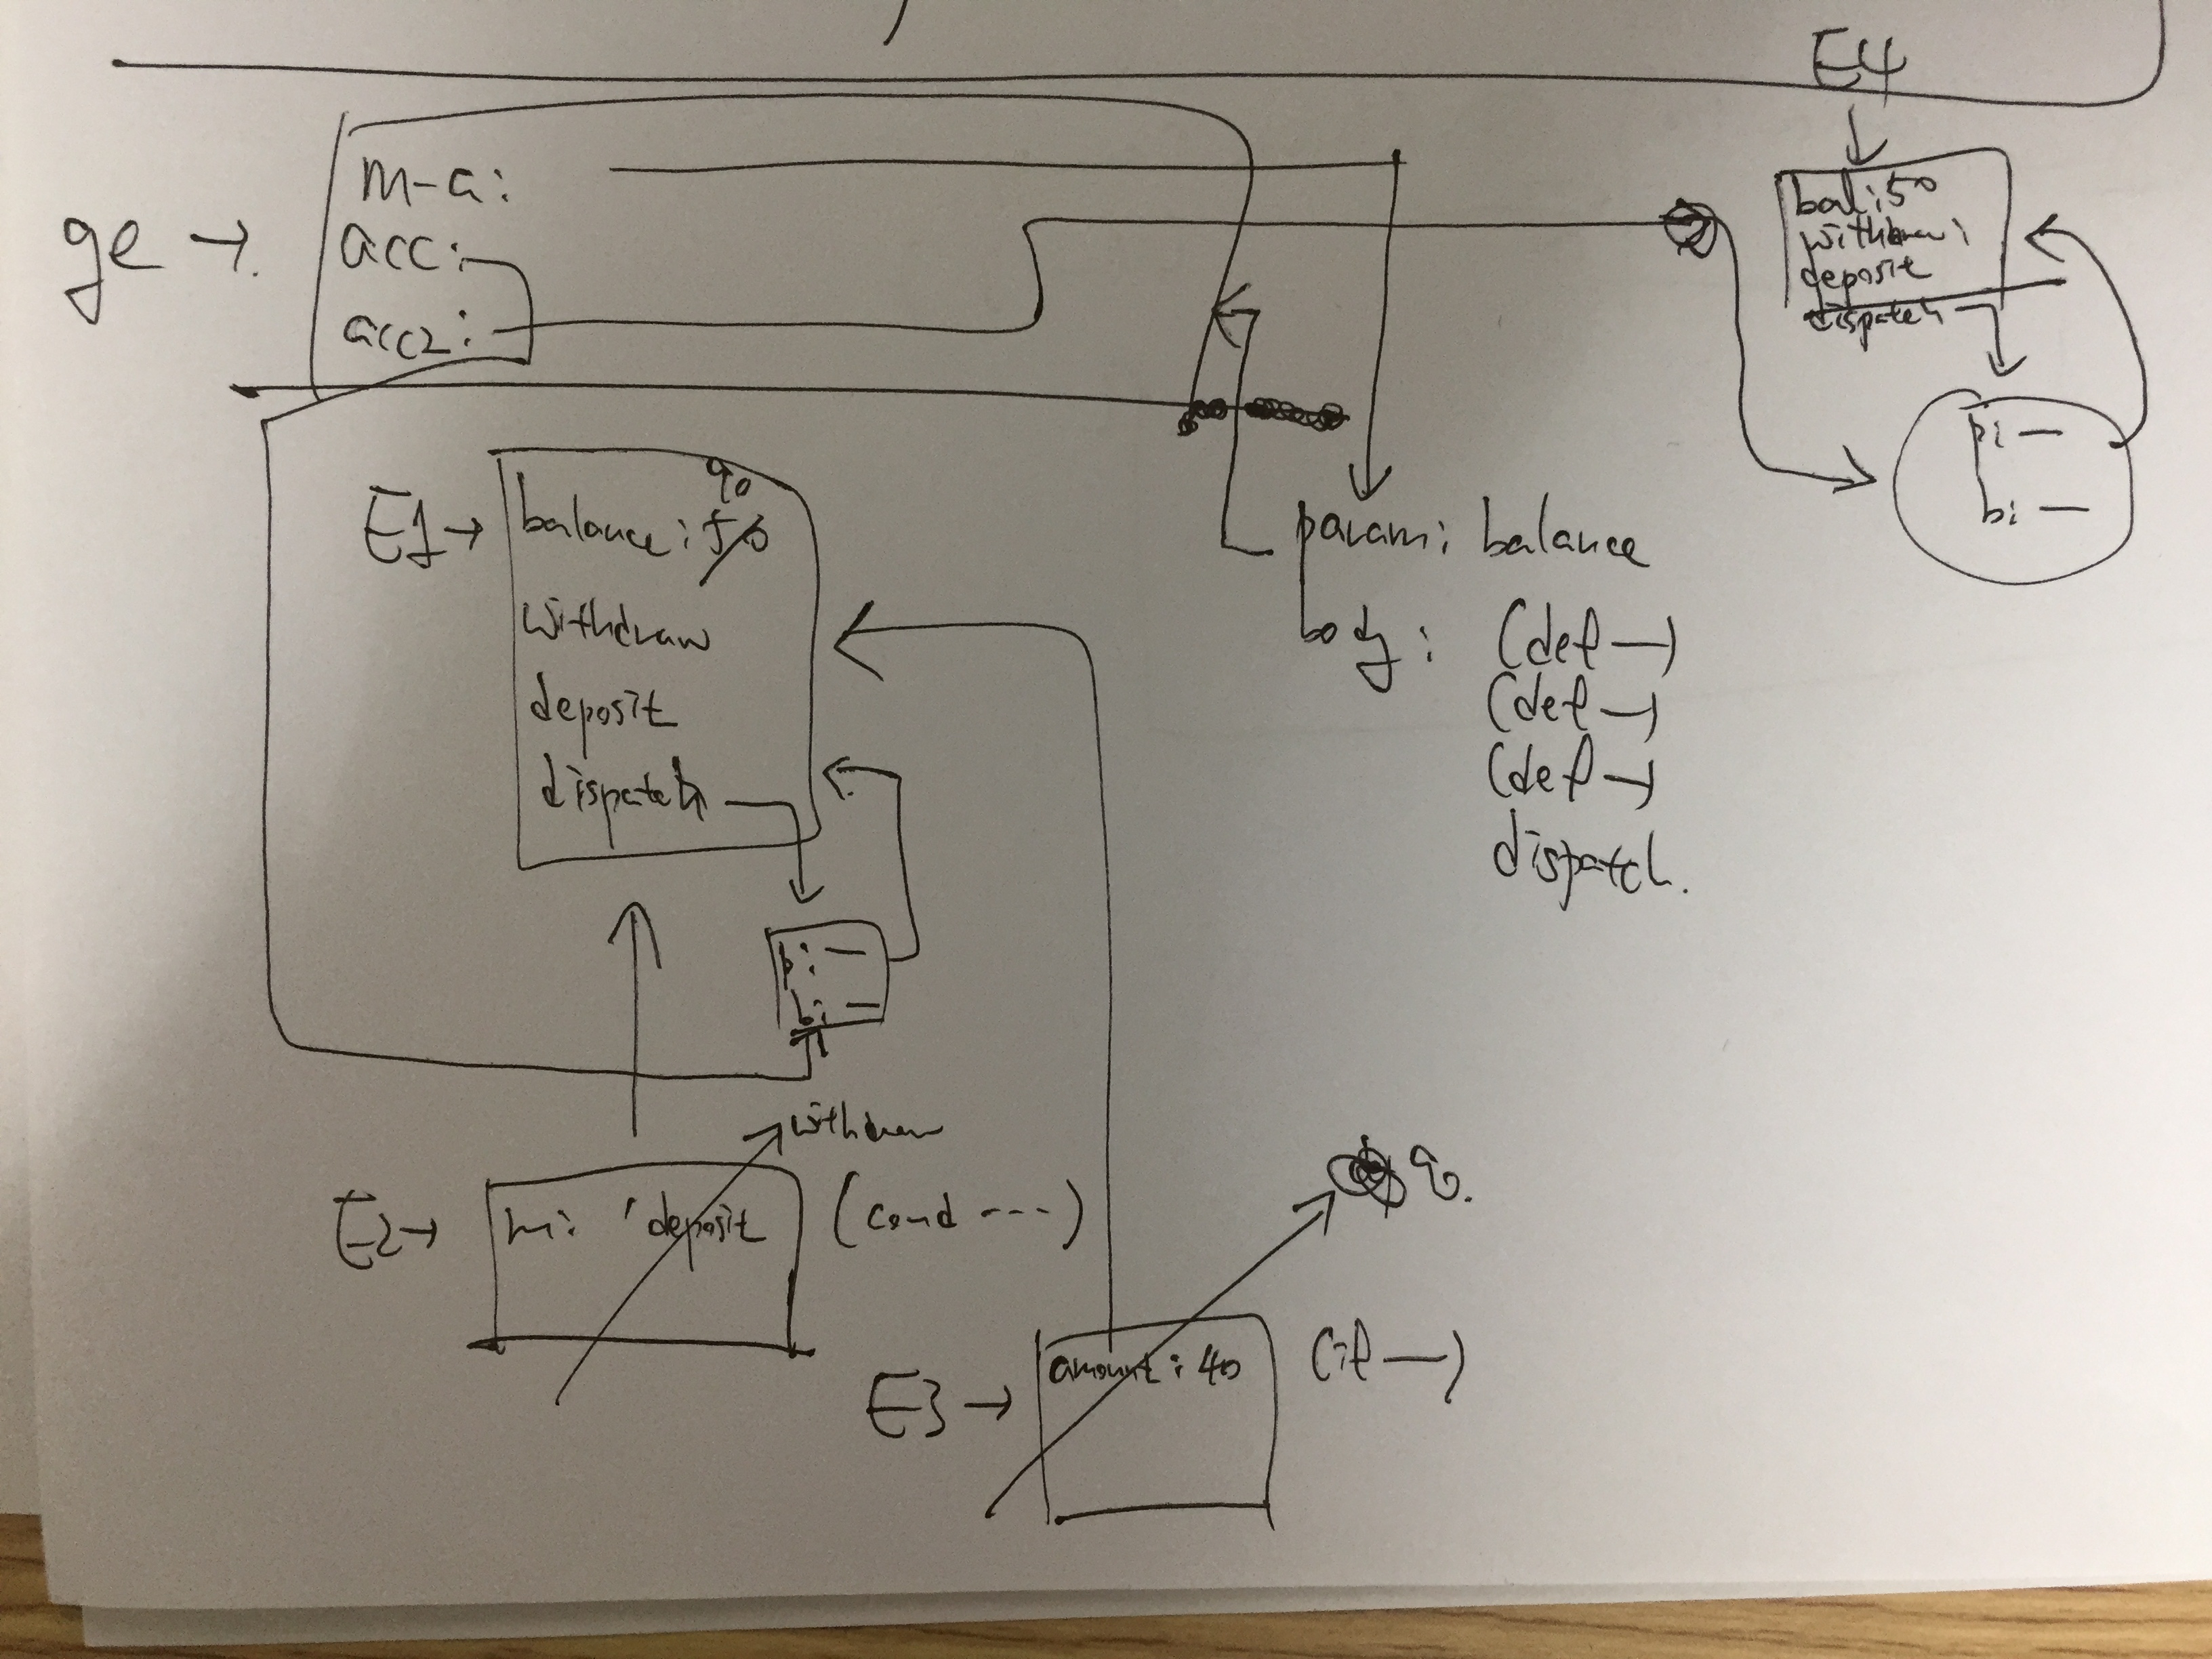 E4
m-a:
ge → acc:
acc2:
bal: 50
withdraw:
deposit
dispatch
p: —
b: —
90
E1 → balance: 50
withdraw
deposit
dispatch
p: —
b: —
param: balance
body: (def —)
(def —)
(def —)
dispatch.
withdraw
E2 → m: 'deposit (cond ---)
90.
E3 → amount: 40 (if —)